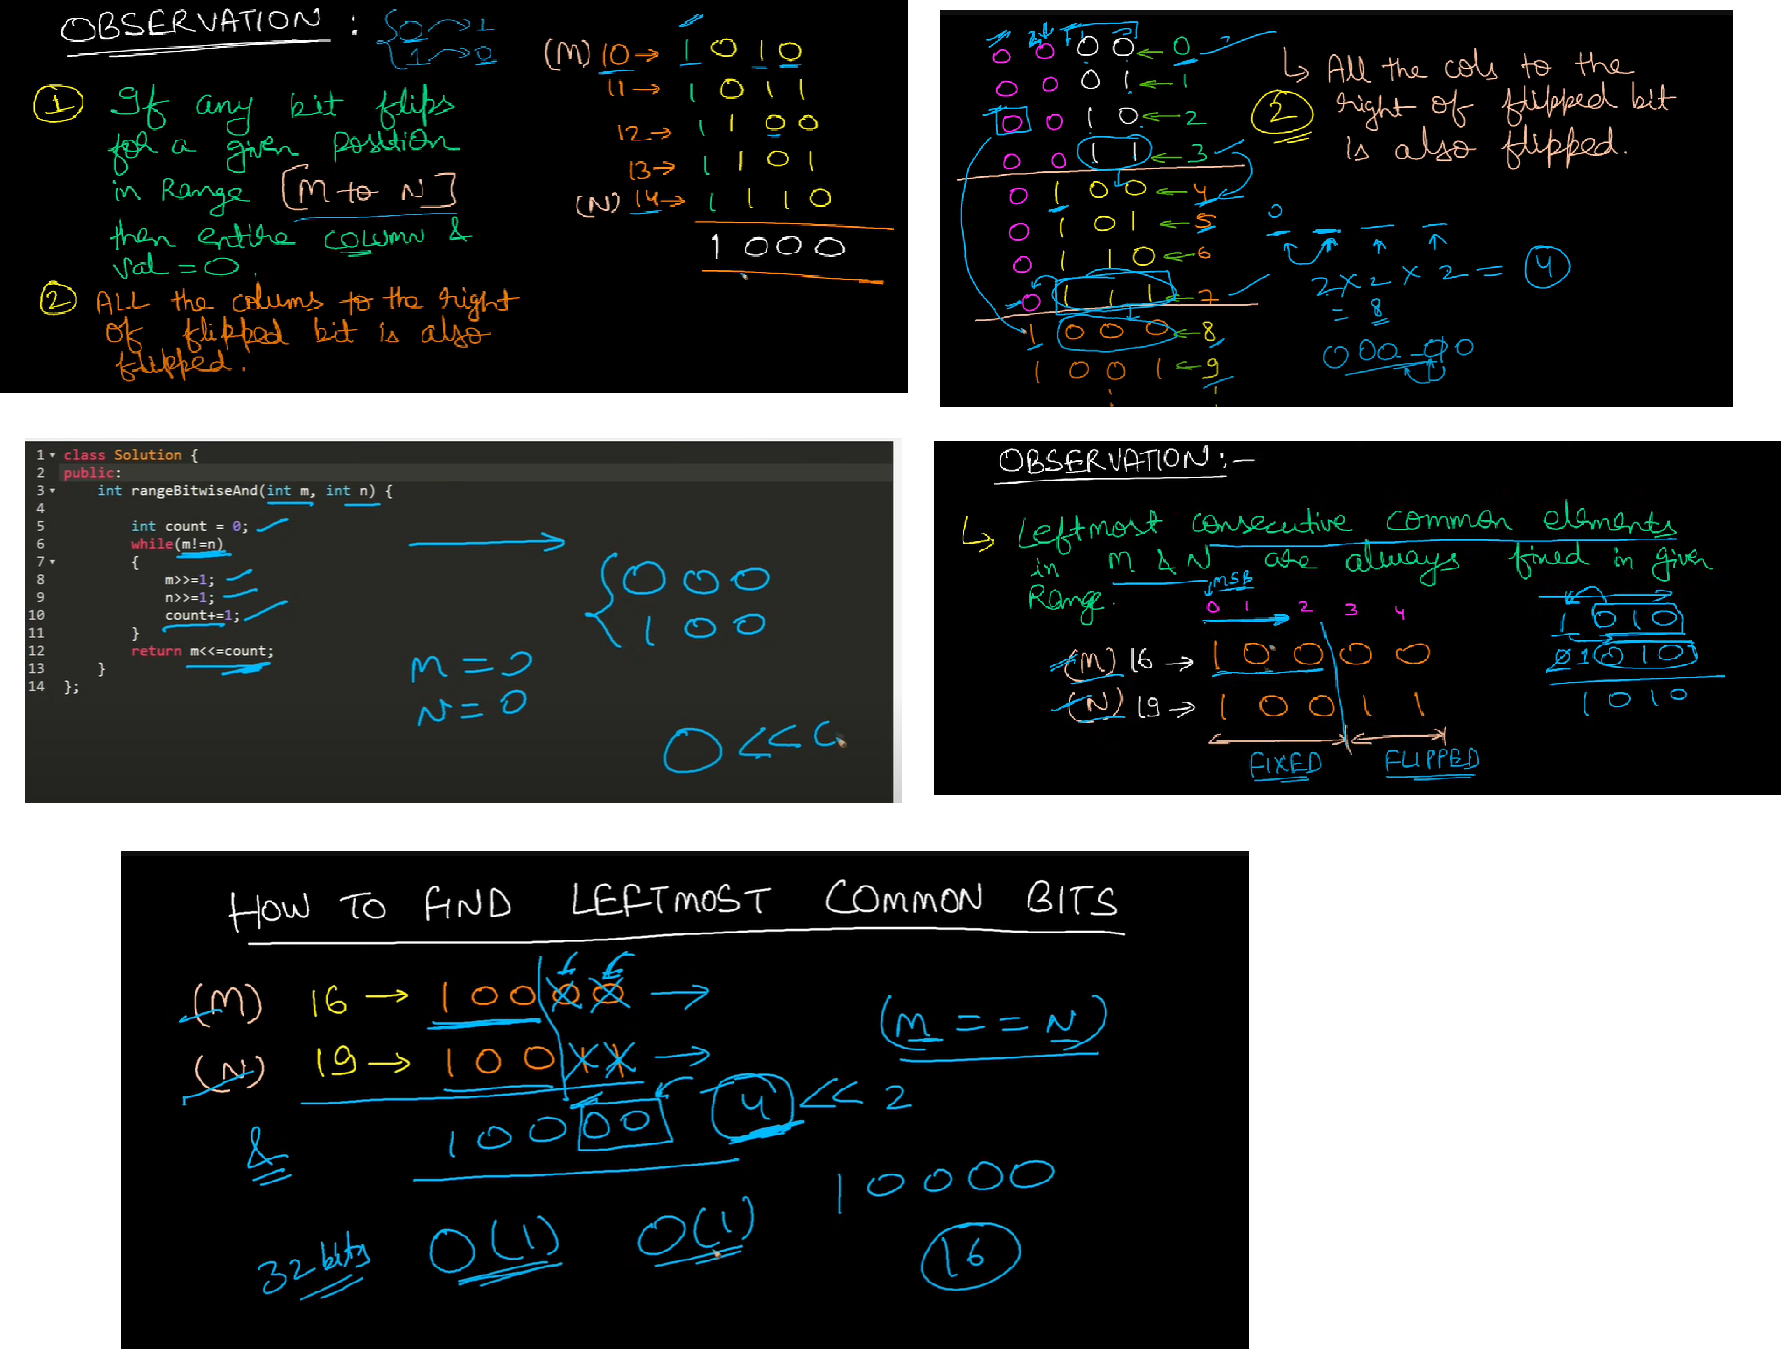 OBSERVATION :
0 → 1
1 → 0
① If any bit flips
for a given position
in Range [M to N]
then entire column &
val = 0.
② ALL the colums to the right
of flipped bit is also
flipped.
(M) 10 → 1 0 1 0
11 → 1 0 1 1
12 → 1 1 0 0
13 → 1 1 0 1
(N) 14 → 1 1 1 0
1 0 0 0
0 0 0 0 ← 0
0 0 0 1 ← 1
0 0 1 0 ← 2
0 0 1 1 ← 3
0 1 0 0 ← 4
0 1 0 1 ← 5
0 1 1 0 ← 6
0 1 1 1 ← 7
1 0 0 0 ← 8
1 0 0 1 ← 9
↳ All the cols to the
② right of flipped bit
is also flipped.
0
2 × 2 × 2 = ④
= 8
1 class Solution {
2 public:
3 int rangeBitwiseAnd(int m, int n) {
4
5 int count = 0;
6 while(m!=n)
7 {
8 m>>=1;
9 n>>=1;
10 count+=1;
11 }
12 return m<<=count;
13 }
14 };
0 0 0
1 0 0
M = 0
N = 0
0 <<
OBSERVATION :-
↳ Leftmost consecutive common elements
in M & N are always fixed in given
Range.
MSB
0 1 2 3 4
(M) 16 → 1 0 0 0 0
(N) 19 → 1 0 0 1 1
FIXED FLIPPED
1 0 1 0
0 1 0 1 0
1 0 1 0
HOW TO FIND LEFTMOST COMMON BITS
(M) 16 → 1 0 0 0 0 →
(N) 19 → 1 0 0 →
(M == N)
& 1 0 0 0 0
4 << 2
1 0 0 0 0
32 bits O(1) O(1)
16